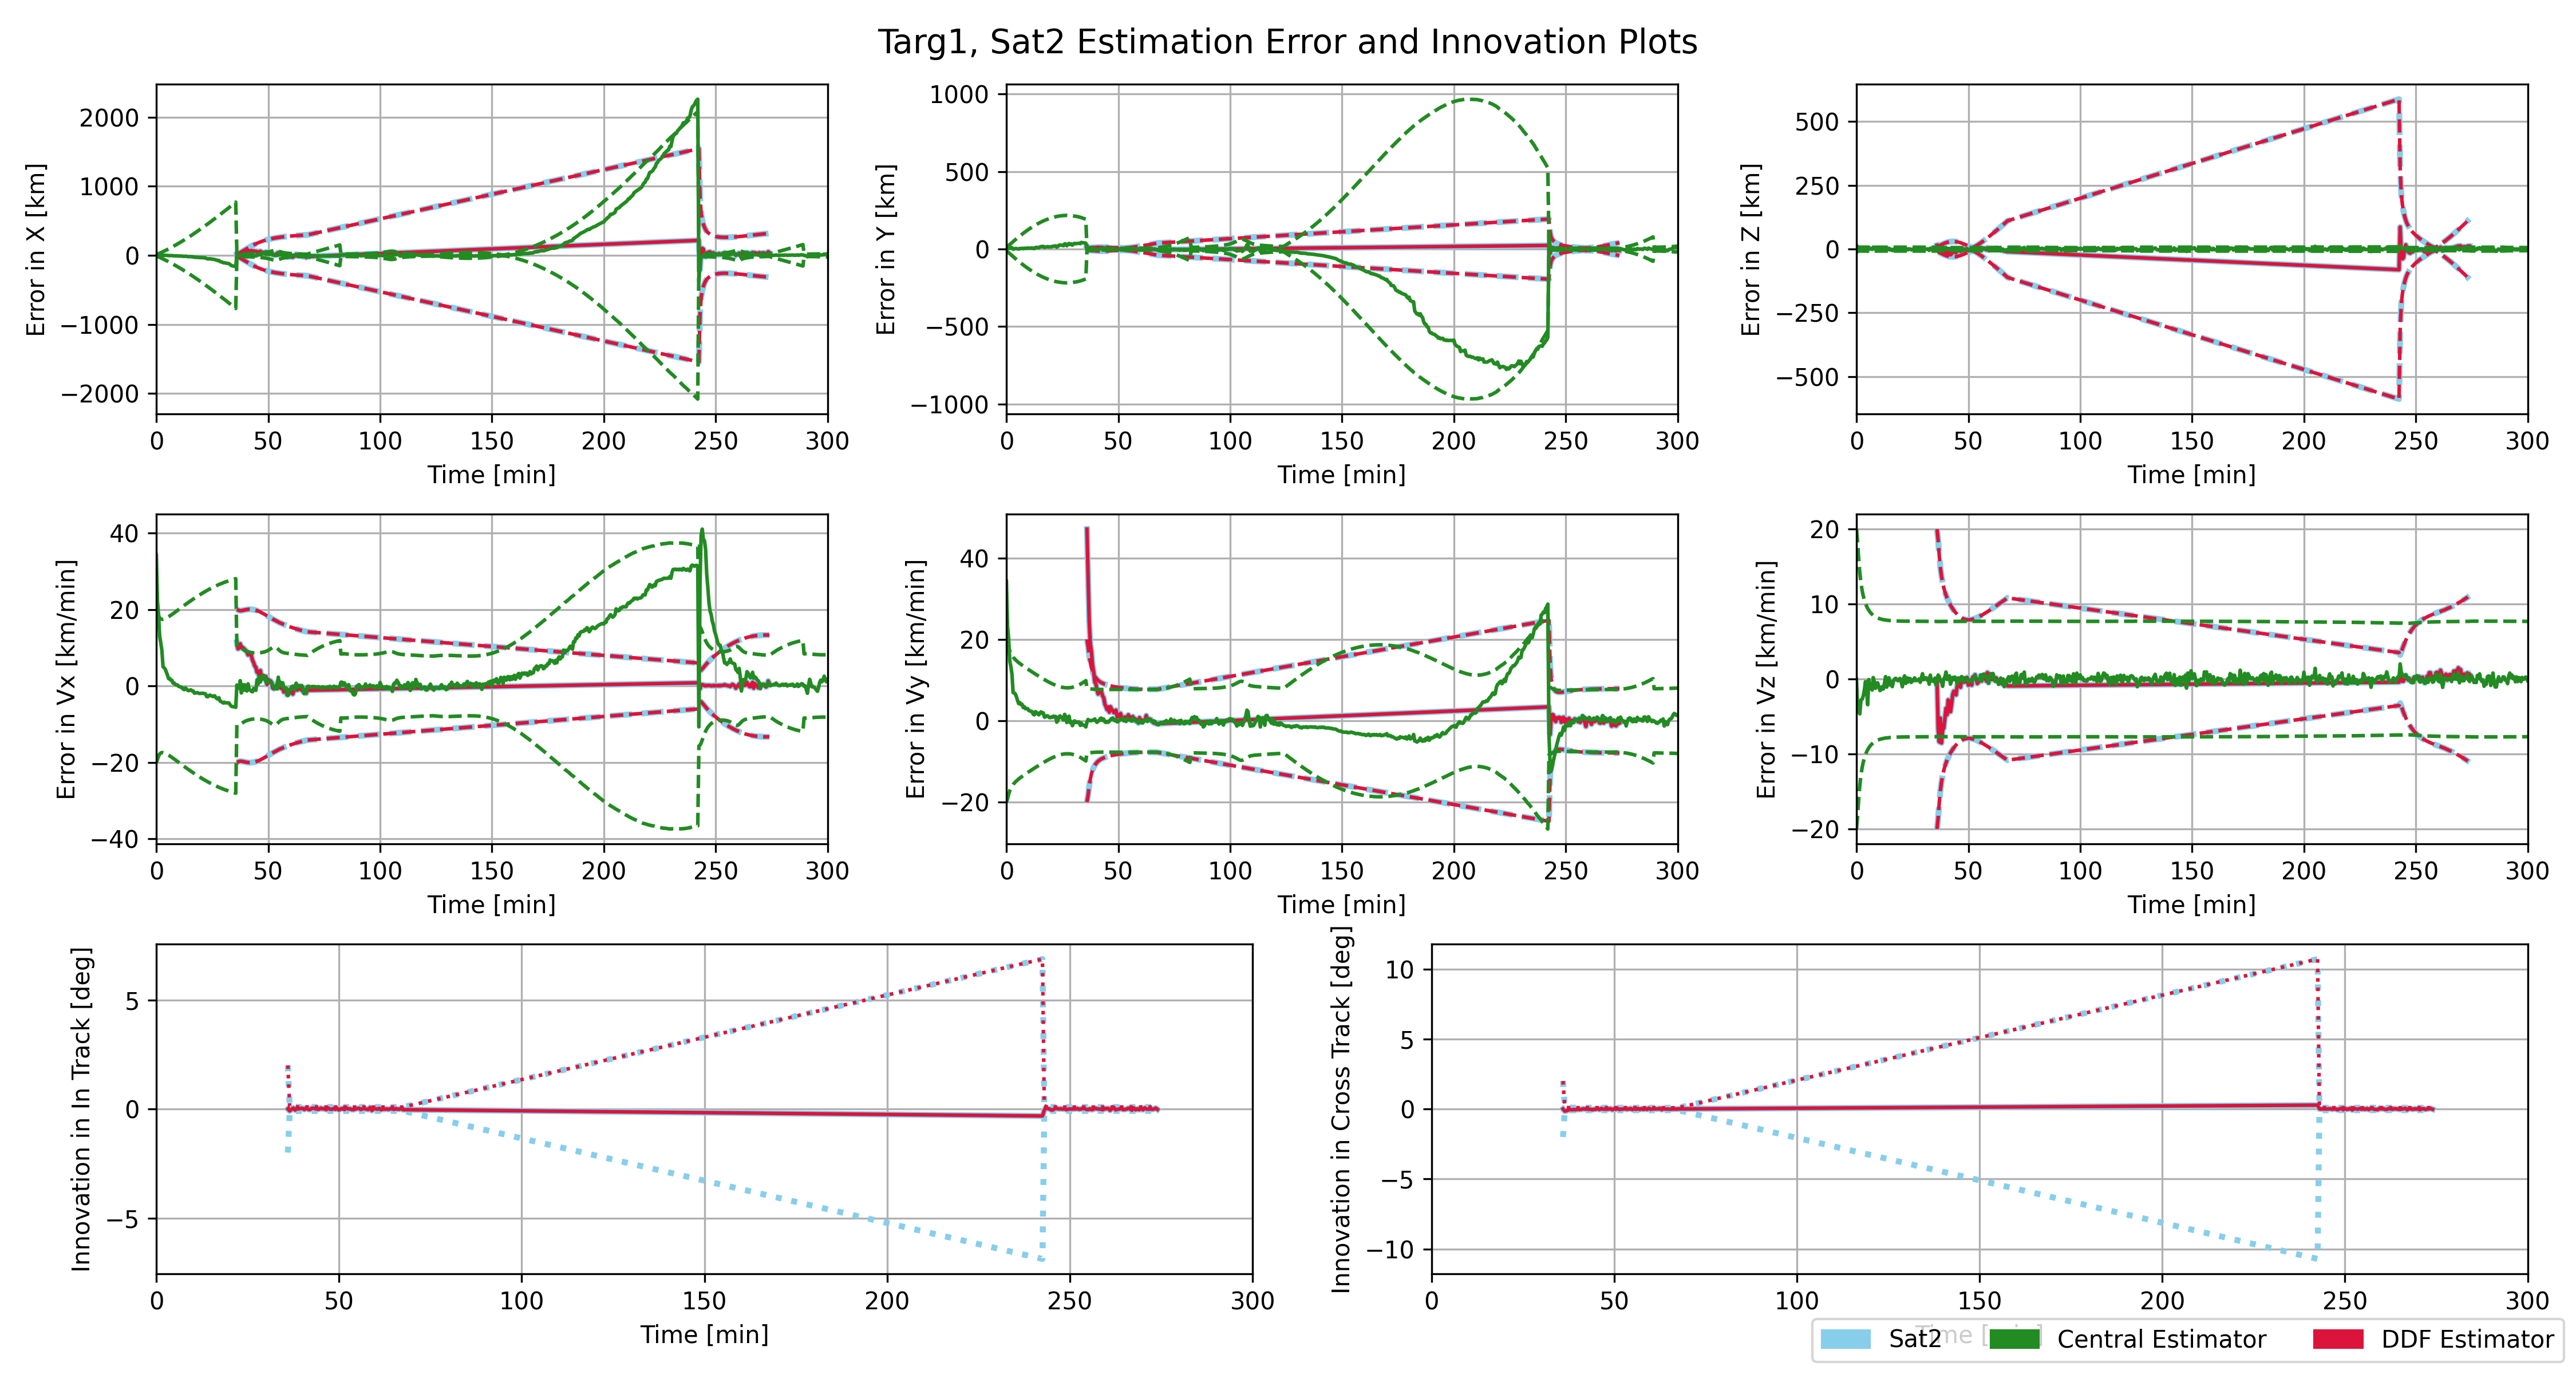 Targ1, Sat2 Estimation Error and Innovation Plots
Error in X [km]
2000
1000
0
−1000
−2000
0 50 100 150 200 250 300
Time [min]
Error in Y [km]
1000
500
0
−500
−1000
0 50 100 150 200 250 300
Time [min]
Error in Z [km]
500
250
0
−250
−500
0 50 100 150 200 250 300
Time [min]
Error in Vx [km/min]
40
20
0
−20
−40
0 50 100 150 200 250 300
Time [min]
Error in Vy [km/min]
40
20
0
−20
0 50 100 150 200 250 300
Time [min]
Error in Vz [km/min]
20
10
0
−10
−20
0 50 100 150 200 250 300
Time [min]
Innovation in In Track [deg]
5
0
−5
0 50 100 150 200 250 300
Time [min]
Innovation in Cross Track [deg]
10
5
0
−5
−10
0 50 100 150 200 250 300
Time [min]
Sat2 Central Estimator DDF Estimator